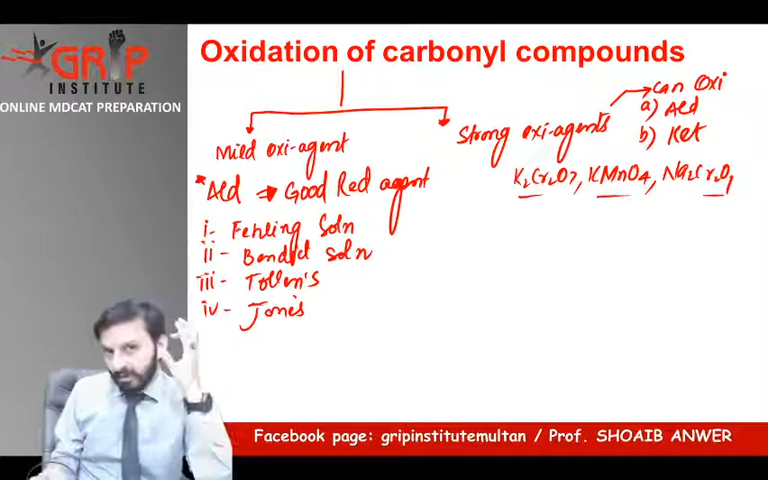 GRIP
INSTITUTE
ONLINE MDCAT PREPARATION
Oxidation of carbonyl compounds
Mild oxi-agent
Strong oxi-agents
can Oxi
a) Ald
b) Ket
* Ald ⇒ Good Red agent
K2Cr2O7, KMnO4, Na2Cr2O7
i- Fehling Soln
ii - Bendict soln
iii - Tollen's
iv - Jones
Facebook page: gripinstitutemultan / Prof. SHOAIB ANWER